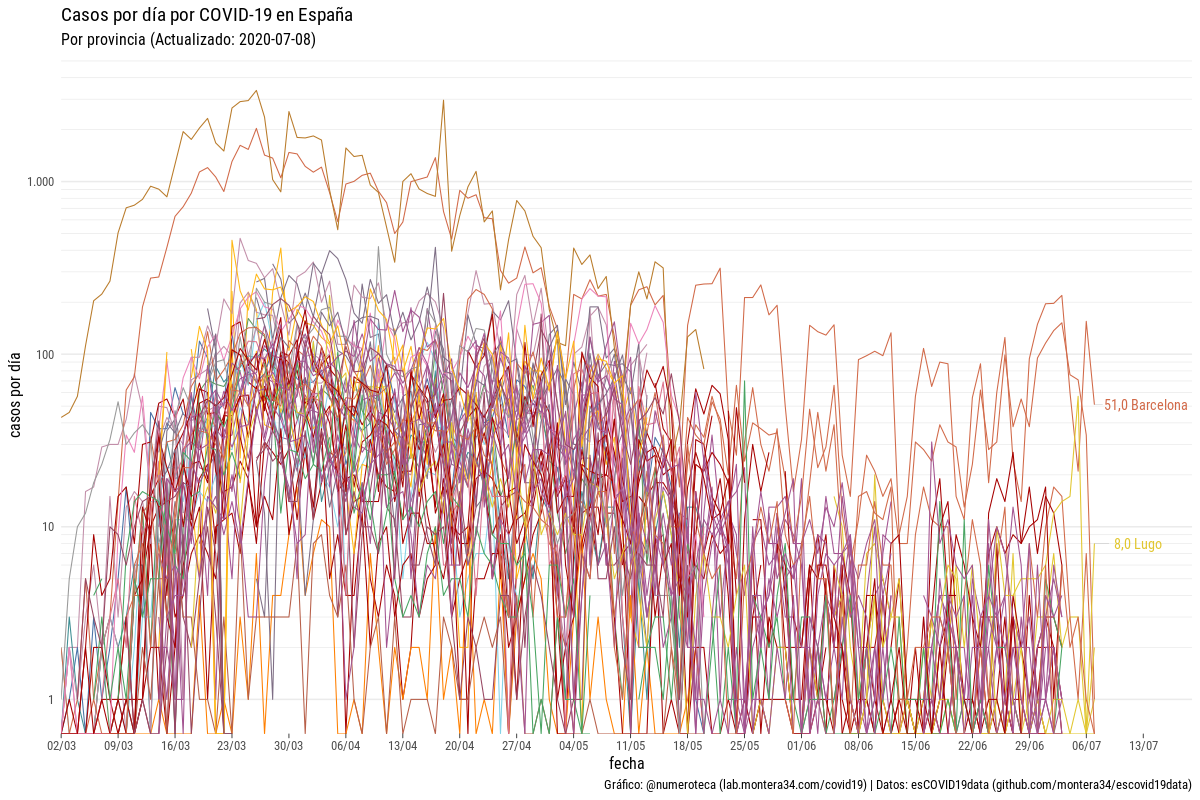 Casos por día por COVID-19 en España
Por provincia (Actualizado: 2020-07-08)
casos por día
1.000
100
10
1
51,0 Barcelona
8,0 Lugo
02/03 09/03 16/03 23/03 30/03 06/04 13/04 20/04 27/04 04/05 11/05 18/05 25/05 01/06 08/06 15/06 22/06 29/06 06/07 13/07
fecha
Gráfico: @numeroteca (lab.montera34.com/covid19) | Datos: esCOVID19data (github.com/montera34/escovid19data)